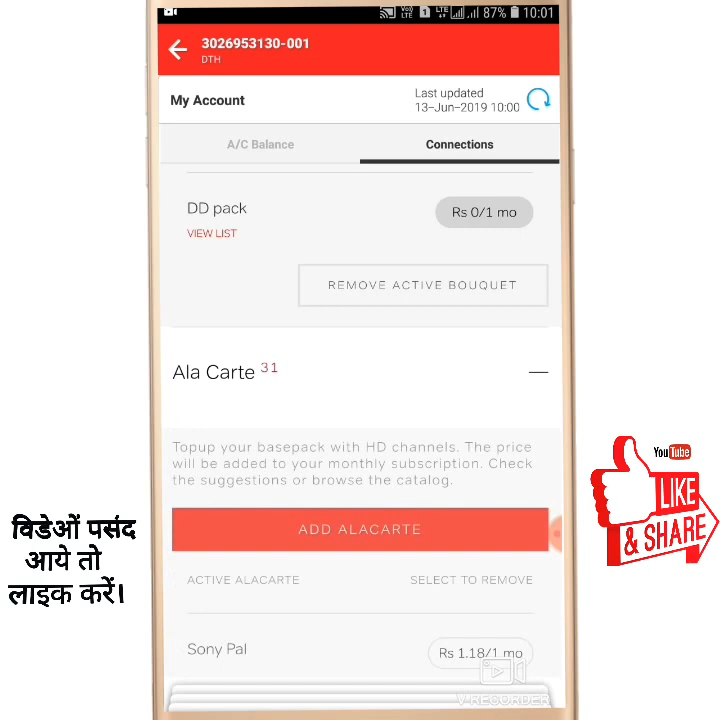 VoLTE 1 LTE 87% 10:01
3026953130-001
DTH
My Account
Last updated
13-Jun-2019 10:00
A/C Balance
Connections
DD pack
Rs 0/1 mo
VIEW LIST
REMOVE ACTIVE BOUQUET
Ala Carte 31
Topup your basepack with HD channels. The price
will be added to your monthly subscription. Check
the suggestions or browse the catalog.
ADD ALACARTE
ACTIVE ALACARTE
SELECT TO REMOVE
Sony Pal
Rs 1.18/1 mo
V RECORDER
विडेओं पसंद
आये तो
लाइक करें।
YouTube
LIKE
& SHARE